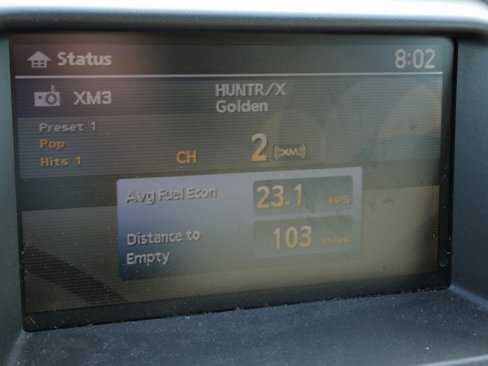 Status 8:02
XM3 HUNTR/X
Golden
Preset 1
Pop
Hits 1 CH 2 ((XM))
Avg Fuel Econ 23.1 MPG
Distance to
Empty 103 miles